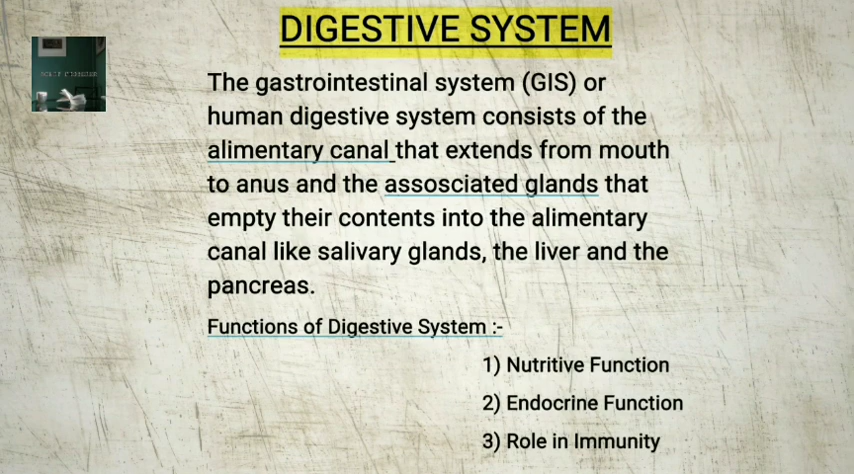 DIGESTIVE SYSTEM
The gastrointestinal system (GIS) or
human digestive system consists of the
alimentary canal that extends from mouth
to anus and the assosciated glands that
empty their contents into the alimentary
canal like salivary glands, the liver and the
pancreas.
Functions of Digestive System :-
1) Nutritive Function
2) Endocrine Function
3) Role in Immunity